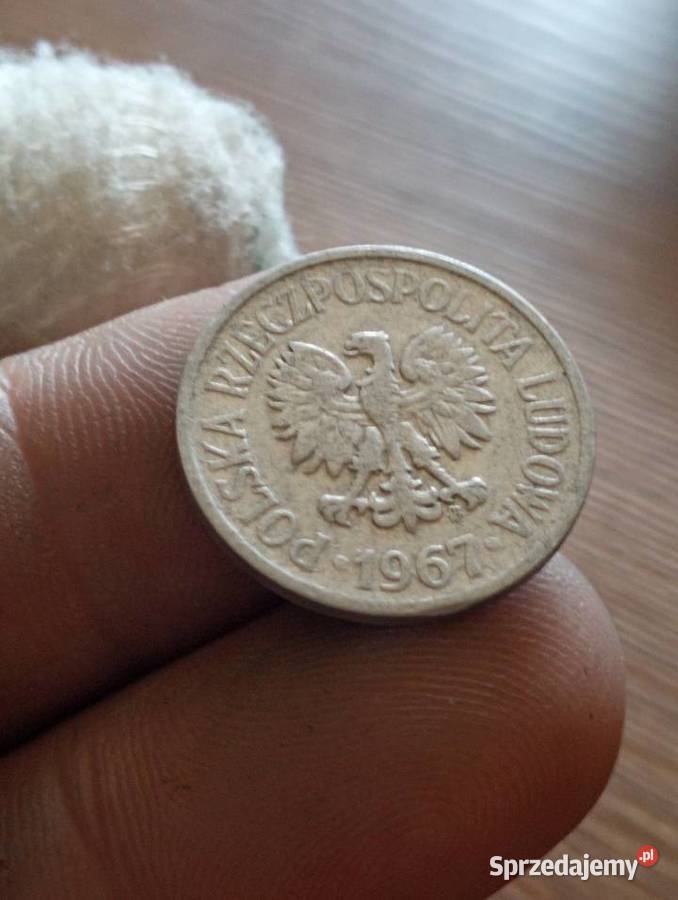 POLSKA RZECZPOSPOLITA LUDOWA
· 1967 ·
Sprzedajemy.pl